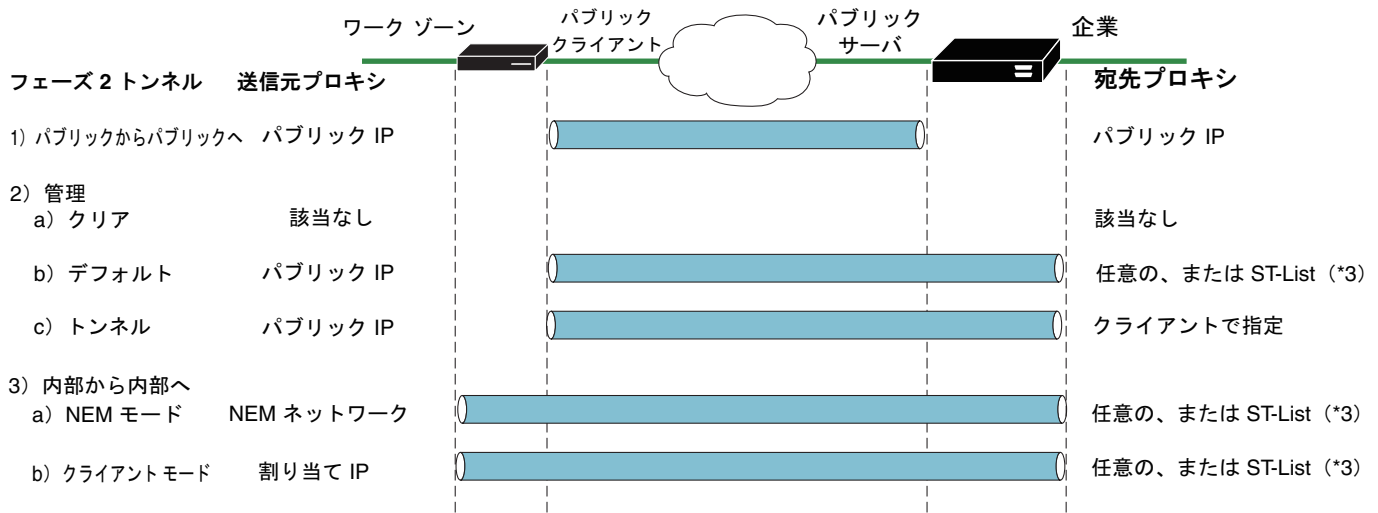 ワーク ゾーン
パブリック
クライアント
パブリック
サーバ
企業
フェーズ 2 トンネル 送信元プロキシ 宛先プロキシ
1）パブリックからパブリックへ パブリック IP パブリック IP
2）管理
a）クリア 該当なし 該当なし
b）デフォルト パブリック IP 任意の、または ST-List（*3）
c）トンネル パブリック IP クライアントで指定
3）内部から内部へ
a）NEM モード NEM ネットワーク 任意の、または ST-List（*3）
b）クライアント モード 割り当て IP 任意の、または ST-List（*3）